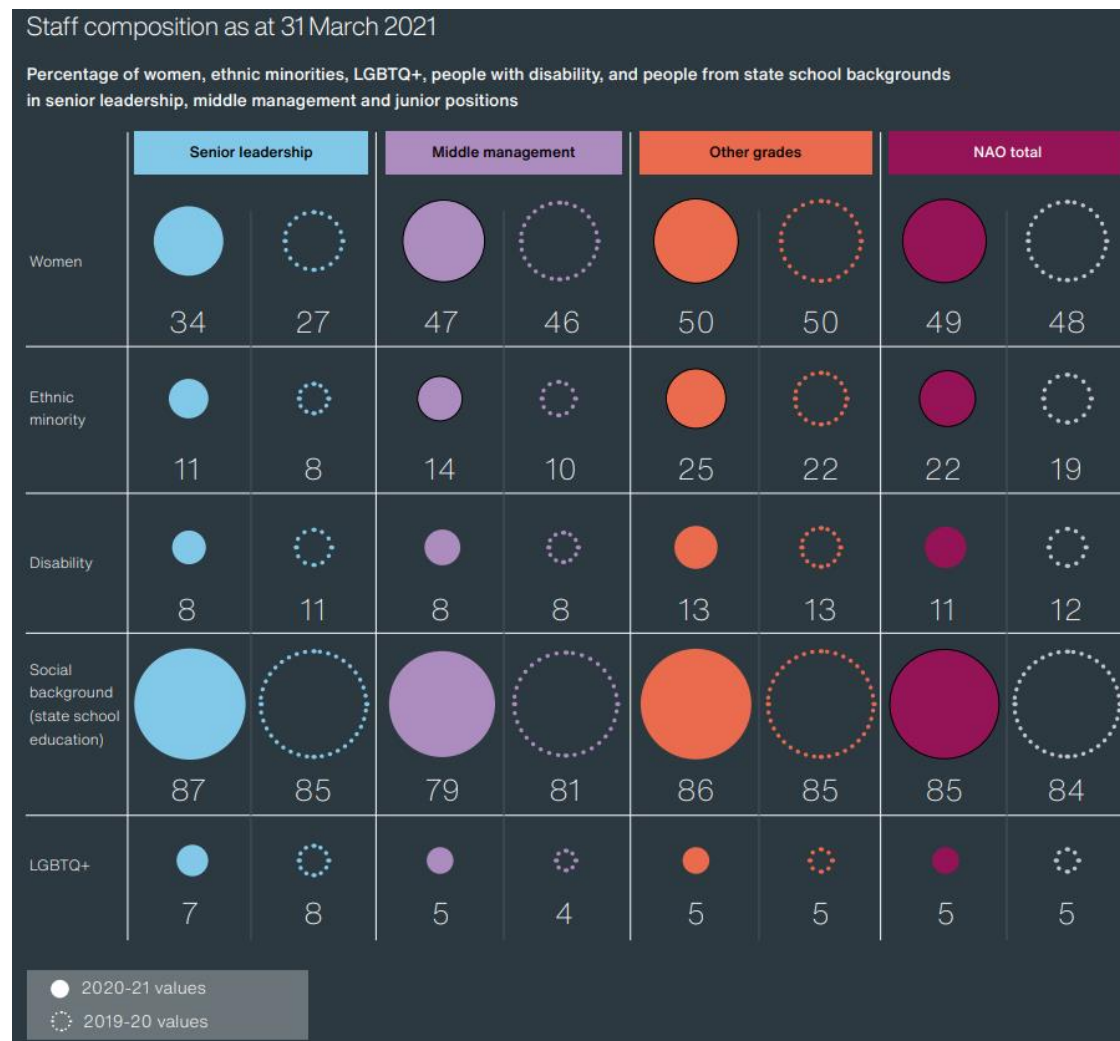 Staff composition as at 31 March 2021
Percentage of women, ethnic minorities, LGBTQ+, people with disability, and people from state school backgrounds
in senior leadership, middle management and junior positions
Senior leadership Middle management Other grades NAO total
Women
34 27 47 46 50 50 49 48
Ethnic
minority
11 8 14 10 25 22 22 19
Disability
8 11 8 8 13 13 11 12
Social
background
(state school
education)
87 85 79 81 86 85 85 84
LGBTQ+
7 8 5 4 5 5 5 5
2020-21 values
2019-20 values